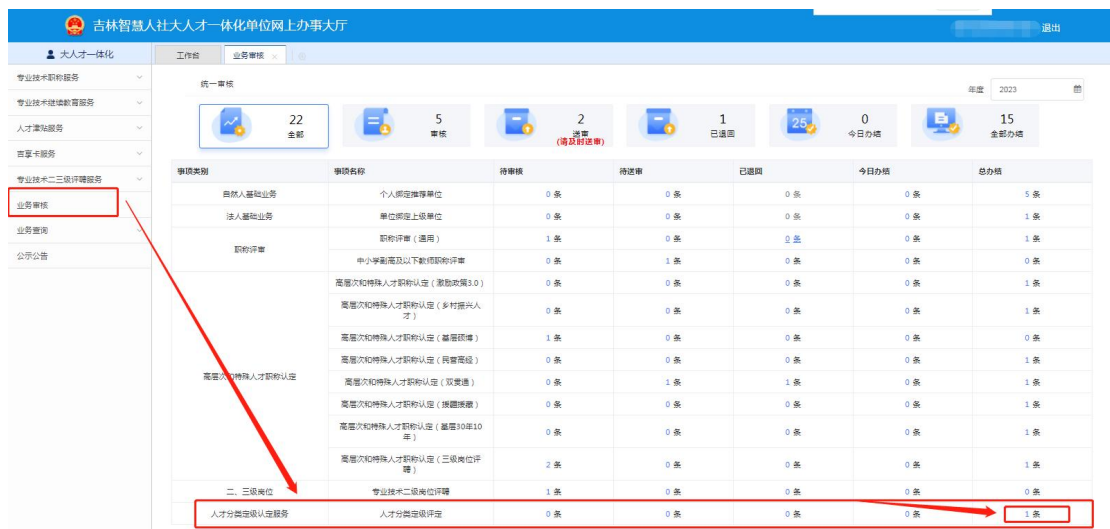 吉林智慧人社大人才一体化单位网上办事大厅
退出
大人才一体化
工作台
业务审核
专业技术职称服务
专业技术继续教育服务
人才津贴服务
吉享卡服务
专业技术二三级评聘服务
业务审核
业务查询
公示公告
统一审核
年度 2023
22
全部
5
审核
2
送审
(请及时送审)
1
已退回
0
今日办结
15
全部办结
事项类别 事项名称 待审核 待送审 已退回 今日办结 总办结
自然人基础业务 个人绑定推荐单位 0 条 0 条 0 条 0 条 5 条
法人基础业务 单位绑定上级单位 0 条 0 条 0 条 0 条 1 条
职称评审
职称评审（通用） 1 条 0 条 0 条 0 条 1 条
中小学副高及以下教师职称评审 0 条 1 条 0 条 0 条 0 条
高层次和特殊人才职称认定
高层次和特殊人才职称认定（激励政策3.0） 0 条 0 条 0 条 0 条 1 条
高层次和特殊人才职称认定（乡村振兴人
才） 0 条 0 条 0 条 0 条 1 条
高层次和特殊人才职称认定（基层硕博） 1 条 0 条 0 条 0 条 0 条
高层次和特殊人才职称认定（民营高经） 0 条 0 条 0 条 0 条 1 条
高层次和特殊人才职称认定（双贯通） 0 条 1 条 1 条 0 条 1 条
高层次和特殊人才职称认定（援疆援藏） 0 条 0 条 0 条 0 条 1 条
高层次和特殊人才职称认定（基层30年10
年） 0 条 0 条 0 条 0 条 1 条
高层次和特殊人才职称认定（三级岗位评
聘） 2 条 0 条 0 条 0 条 1 条
二、三级岗位 专业技术二级岗位评聘 1 条 0 条 0 条 0 条 0 条
人才分类定级认定服务 人才分类定级评定 0 条 0 条 0 条 0 条 1 条